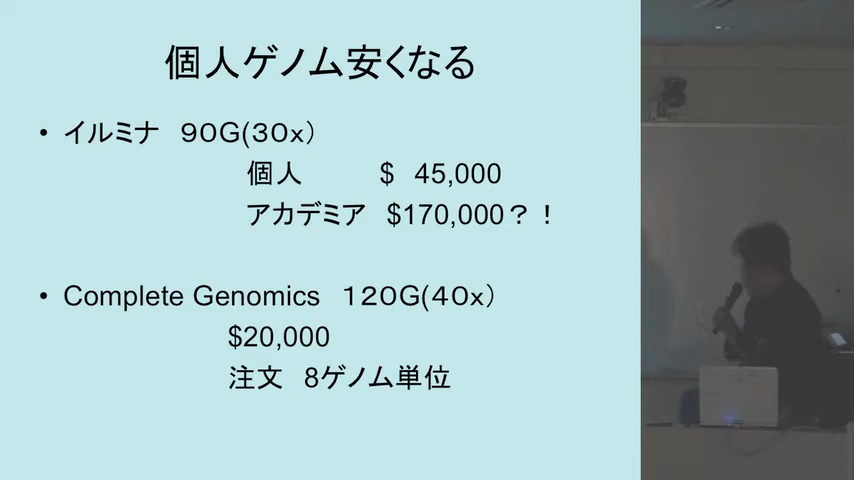 個人ゲノム安くなる
• イルミナ　９０G(３０ｘ）
個人　　　$　45,000
アカデミア　$170,000？！
• Complete Genomics　１２０G(４０ｘ）
$20,000
注文　8ゲノム単位